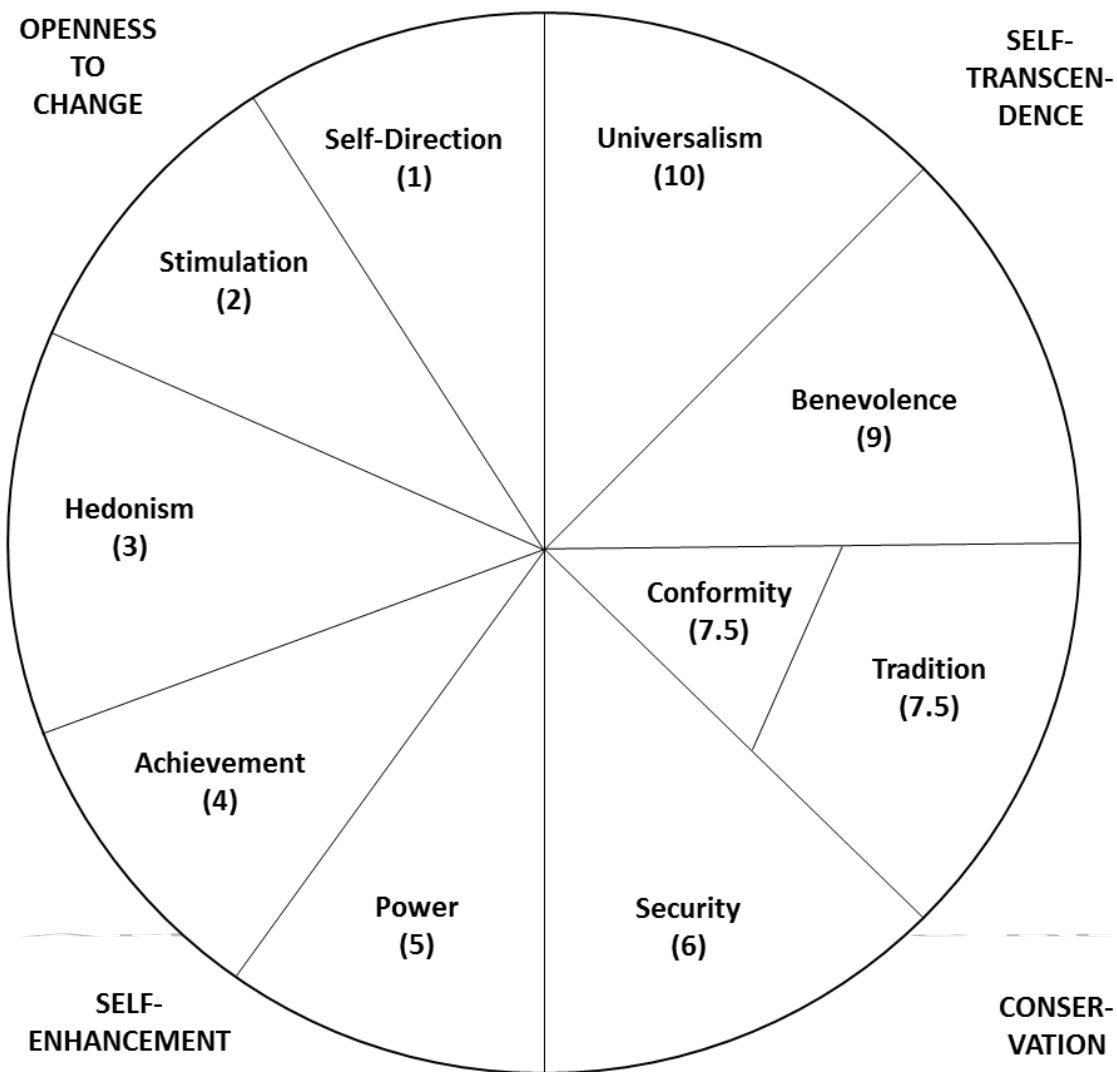 OPENNESS
TO
CHANGE
SELF-
TRANSCEN-
DENCE
Self-Direction
(1)
Universalism
(10)
Stimulation
(2)
Benevolence
(9)
Hedonism
(3)
Conformity
(7.5)
Tradition
(7.5)
Achievement
(4)
Power
(5)
Security
(6)
SELF-
ENHANCEMENT
CONSER-
VATION